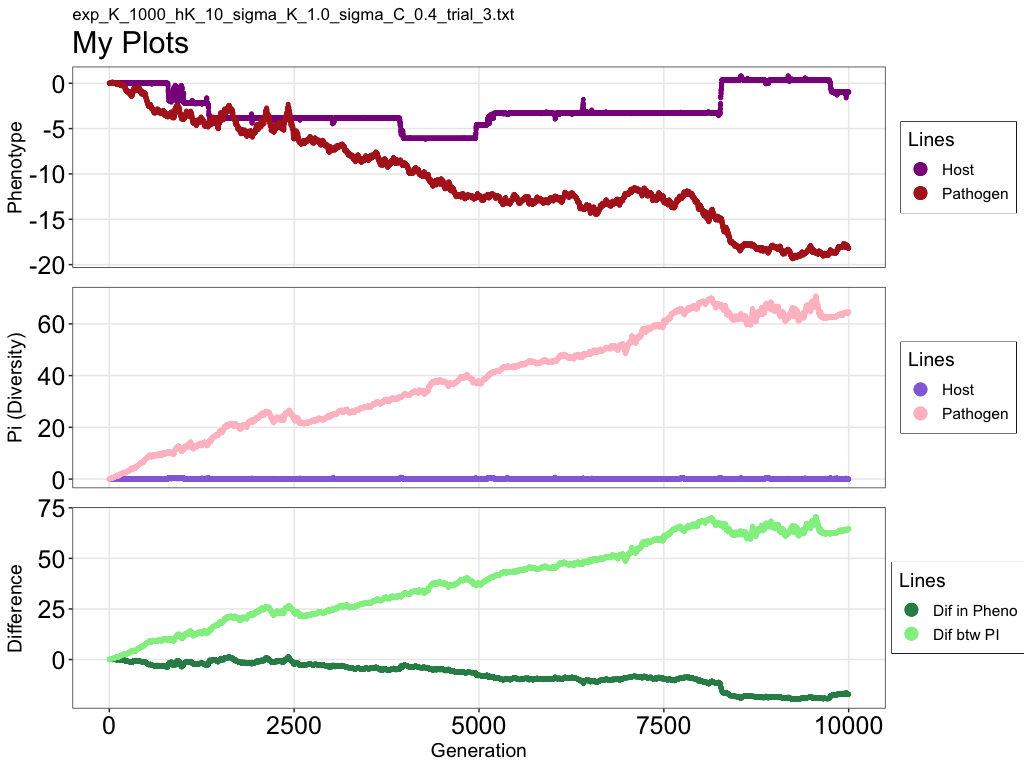 exp_K_1000_hK_10_sigma_K_1.0_sigma_C_0.4_trial_3.txt
My Plots
Phenotype
0
-5
-10
-15
-20
Lines
Host
Pathogen
Pi (Diversity)
60
40
20
0
Lines
Host
Pathogen
Difference
75
50
25
0
Lines
Dif in Pheno
Dif btw PI
0 2500 5000 7500 10000
Generation